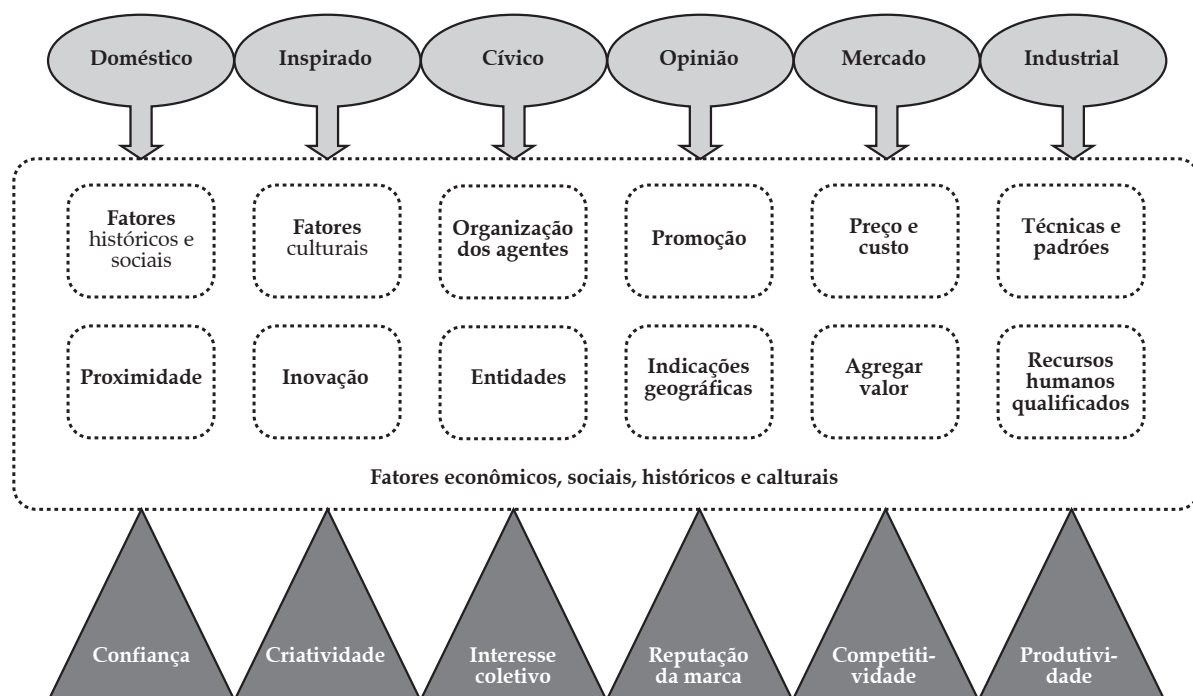 Doméstico
Inspirado
Cívico
Opinião
Mercado
Industrial
Fatores
históricos e
sociais
Fatores
culturais
Organização
dos agentes
Promoção
Preço e
custo
Técnicas e
padróes
Proximidade
Inovação
Entidades
Indicações
geográficas
Agregar
valor
Recursos
humanos
qualificados
Fatores econômicos, sociais, históricos e calturais
Confiança
Criatividade
Interesse
coletivo
Reputação
da marca
Competiti-
vidade
Produtivi-
dade